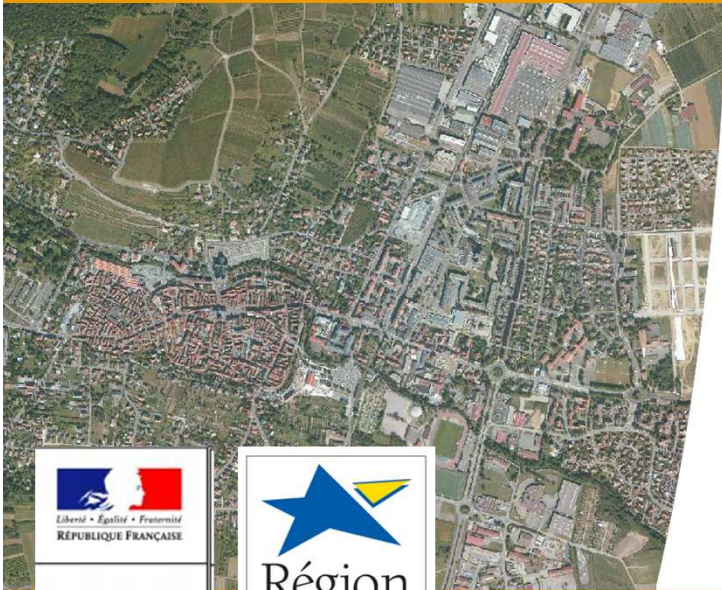 Liberté • Égalité • Fraternité
RÉPUBLIQUE FRANÇAISE
Région